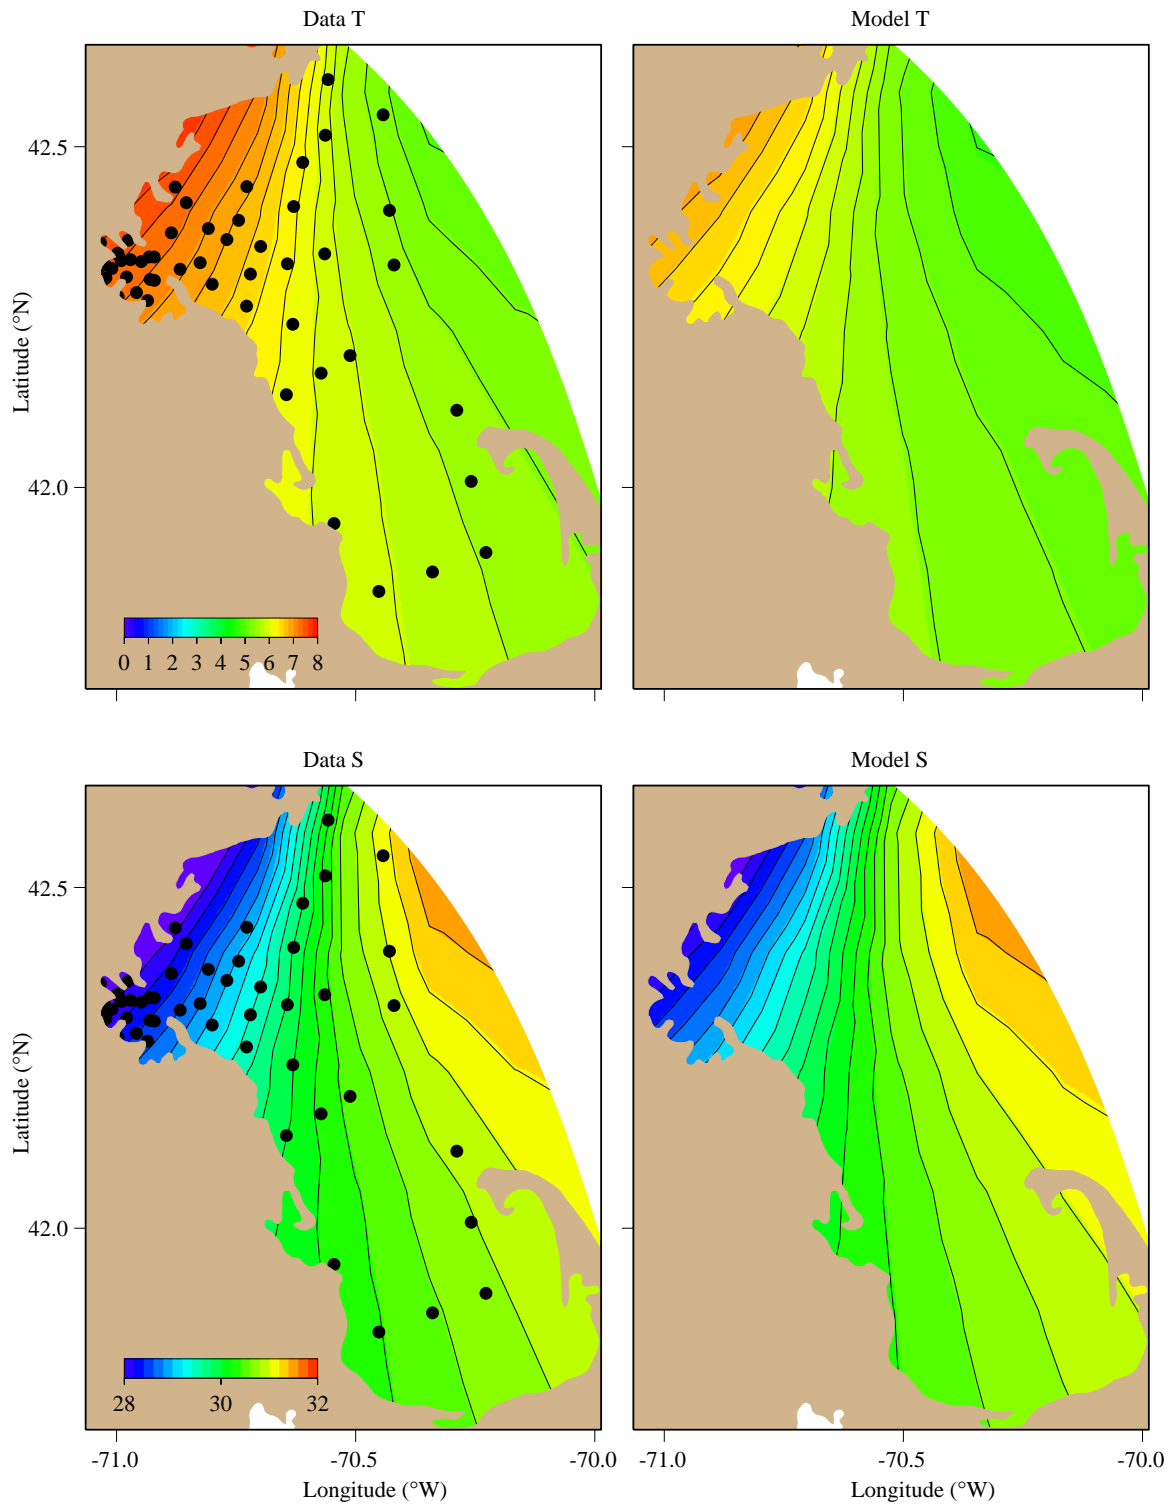 Data T Model T
42.5
Latitude (°N)
42.0
0 1 2 3 4 5 6 7 8
Data S Model S
42.5
Latitude (°N)
42.0
28 30 32
-71.0 -70.5 -70.0 -71.0 -70.5 -70.0
Longitude (°W) Longitude (°W)